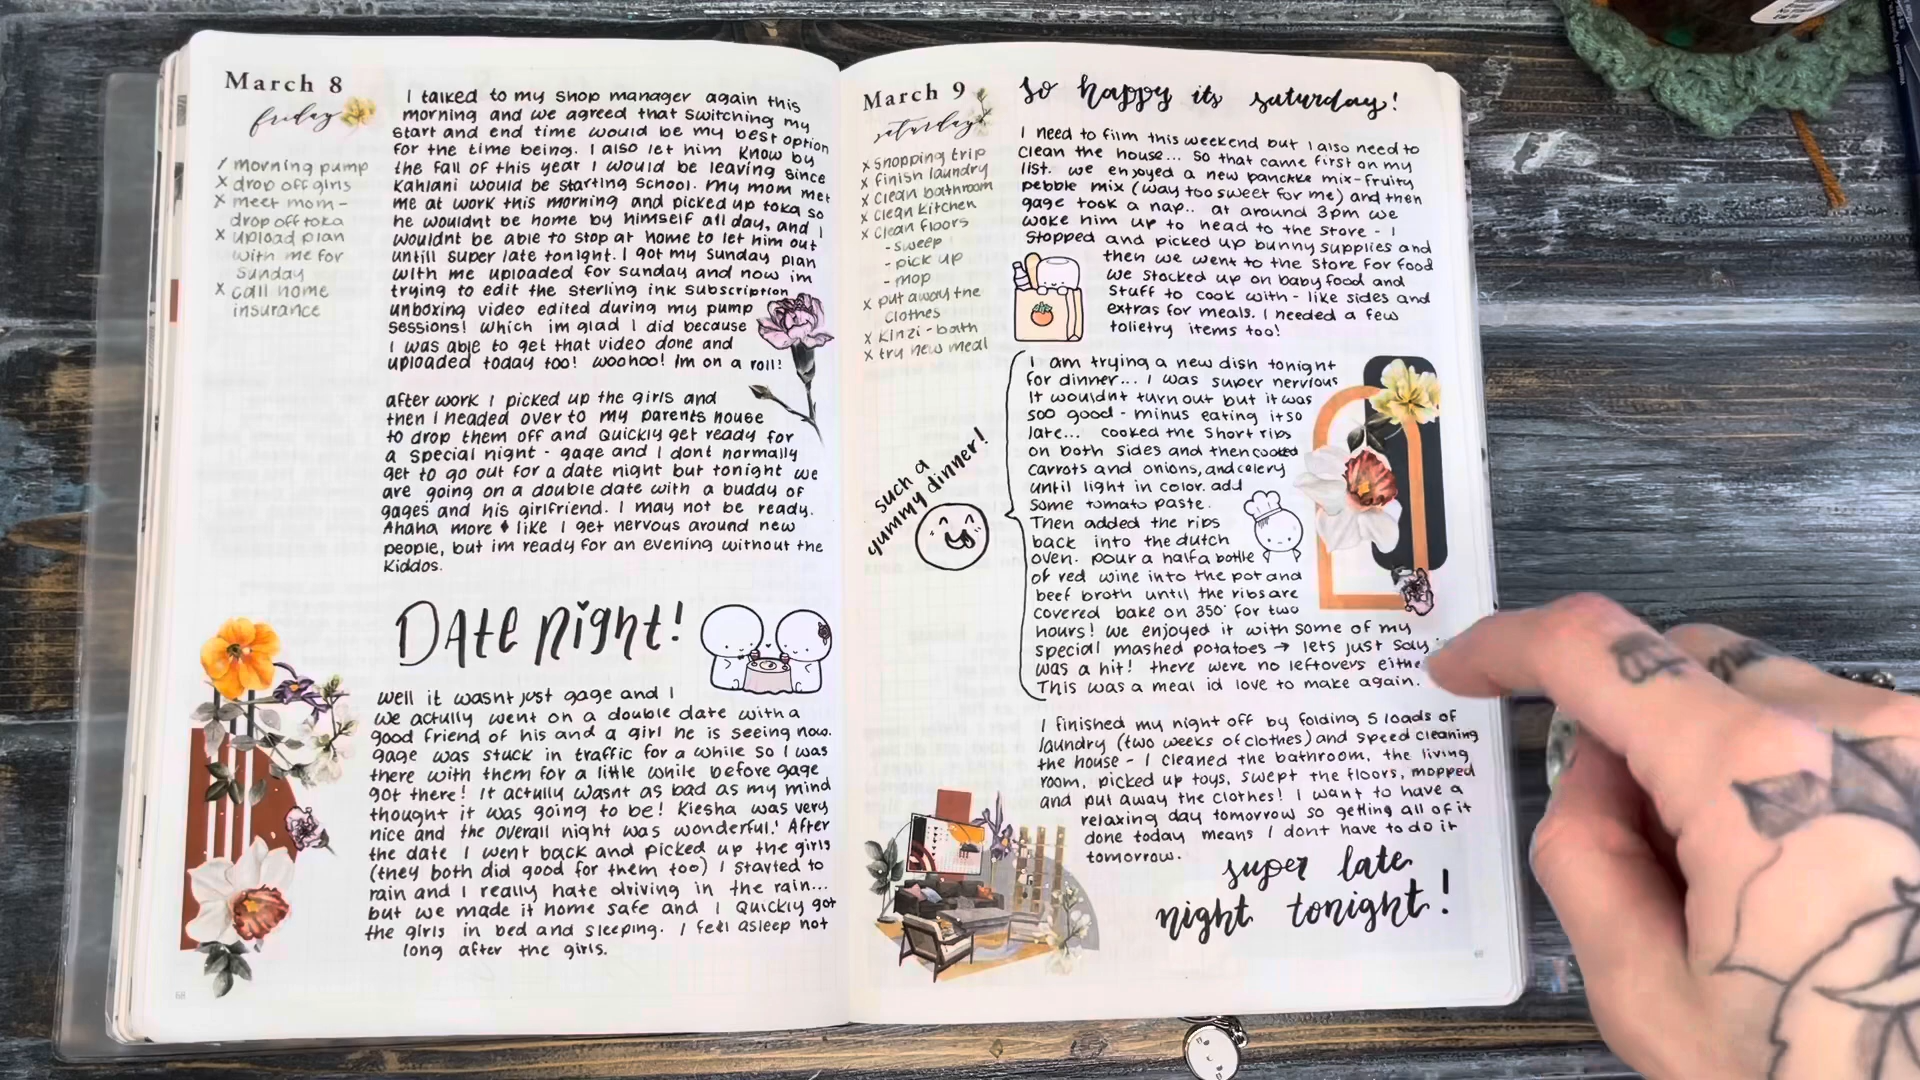 March 8
friday
/ morning pump
x drop off girls
x meet mom -
drop off toka
x upload plan
with me for
Sunday
x call home
insurance
I talked to my shop manager again this
morning and we agreed that switching my
start and end time would be my best option
for the time being. I also let him know by
the fall of this year I would be leaving since
Kahlani would be starting school. My mom met
me at work this morning and picked up toka so
he wouldnt be home by himself all day, and I
wouldnt be able to stop at home to let him out
untill super late tonight. I got my Sunday plan
with me uploaded for Sunday and now im
trying to edit the Sterling ink Subscription
unboxing video edited during my pump
sessions! which im glad I did because
I was able to get that video done and
uploaded today too! woohoo! Im on a roll!
after work I picked up the girls and
then I headed over to my parents house
to drop them off and quickly get ready for
a special night - gage and I dont normally
get to go out for a date night but tonight we
are going on a double date with a buddy of
gages and his girlfriend. I may not be ready.
Ahaha more like I get nervous around new
people, but im ready for an evening without the
kiddos.
DAtE night!
well it wasnt just gage and I
we actully went on a double date with a
good friend of his and a girl he is seeing now.
gage was stuck in traffic for a while so I was
there with them for a little while before gage
got there! It actully wasnt as bad as my mind
thought it was going to be! Kiesha was very
nice and the overall night was wonderful! After
the date I went back and picked up the girls
(they both did good for them too) I started to
rain and I really hate driving in the rain...
but we made it home safe and I quickly got
the girls in bed and sleeping. I fell asleep not
long after the girls.
68
March 9
saturday
x shopping trip
x finish laundry
x clean bathroom
x clean kitchen
x clean floors
- sweep
- pick up
- mop
x put away the
clothes
x Kinzi - bath
x try new meal
so happy its saturday!
I need to film this weekend but I also need to
clean the house... so that came first on my
list. we enjoyed a new pancke mix - fruity
pebble mix (way too sweet for me) and then
gage took a nap.. at around 3pm we
woke him up to head to the store - I
stopped and picked up bunny supplies and
then we went to the store for food
we stocked up on baby food and
stuff to cook with - like sides and
extras for meals. I needed a few
tolietry items too!
such a
yummy dinner!
I am trying a new dish tonight
for dinner... I was super nervious
It wouldnt turn out but it was
soo good - minus eating it so
late... cooked the short ribs
on both sides and then cooked
carrots and onions, and celery
until light in color. add
some tomato paste.
Then added the ribs
back into the dutch
oven. pour a half a bottle
of red wine into the pot and
beef broth until the ribs are
covered bake on 350° for two
hours! we enjoyed it with some of my
special mashed potatoes → lets just say
was a hit! there were no leftovers
This was a meal id love to make again.
I finished my night off by folding 5 loads of
laundry (two weeks of clothes) and speed cleaning
the house - I cleaned the bathroom, the living
room, picked up toys, swept the floors, mopped
and put away the clothes! I want to have a
relaxing day tomorrow so getting all of it
done today means I dont have to do it
tomorrow.
super late
night tonight!